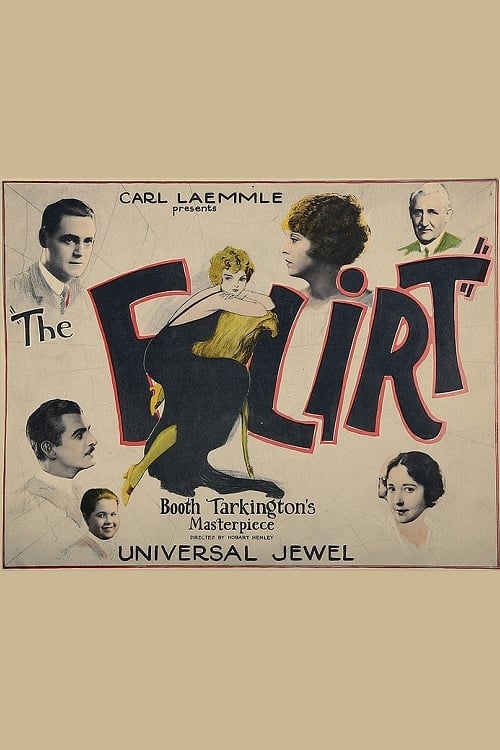 CARL LAEMMLE
presents
"The FLIRT"
Booth Tarkington's
Masterpiece
DIRECTED BY HOBART HENLEY
UNIVERSAL JEWEL